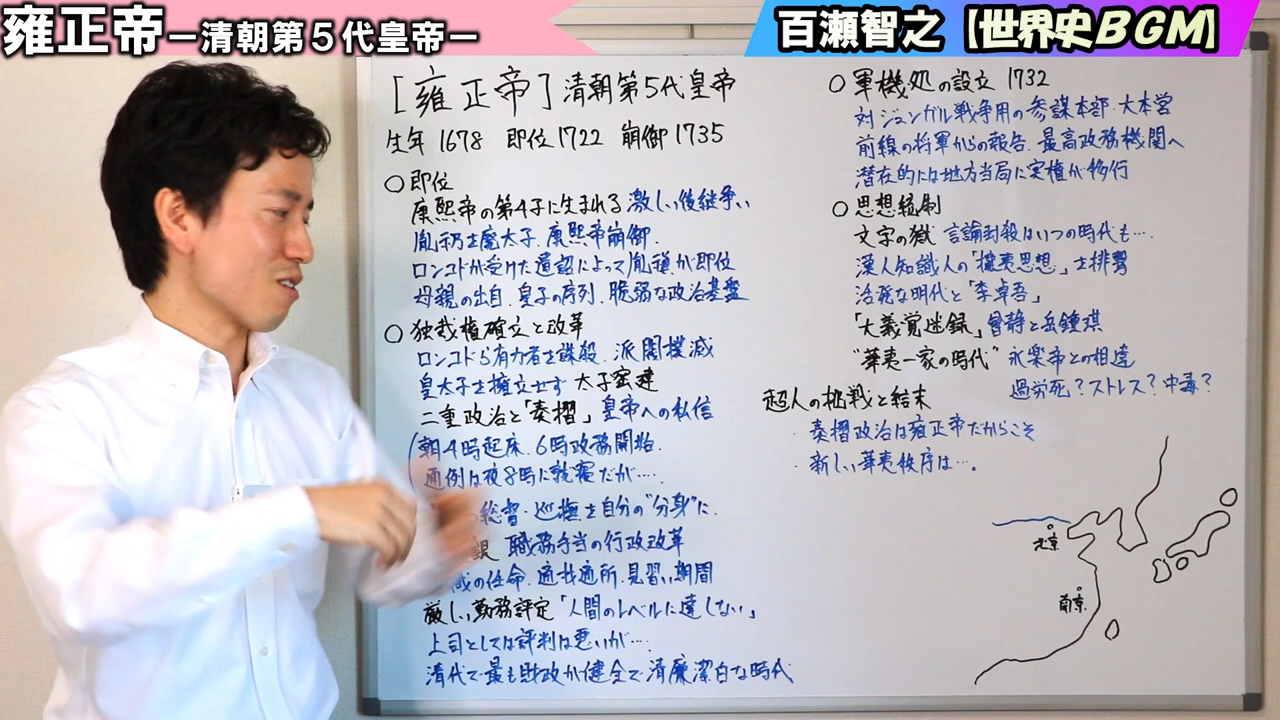 雍正帝―清朝第5代皇帝―
百瀬智之【世界史BGM】
[雍正帝]清朝第5代皇帝
生年1678 即位1722 崩御1735
○即位
康熙帝の第4子に生まれる 激しい後継争い
胤礽を廃太子、康熙帝崩御、
ロンコドが受けた遺詔によって胤禛が即位
母親の出自、皇子の序列、脆弱な政治基盤
○独裁権確立と改革
ロンコドら有力者を謀殺、派閥撲滅
皇太子を擁立せず 太子密建
二重政治と「奏摺」皇帝への私信
朝4時起床、6時政務開始、
通例は夜8時に就寝だが….
総督・巡撫を自分の"分身"に、
銀 職務手当の行政改革
の任命、適材適所、見習い期間
厳しい勤務評定「人間のレベルに達しない」
上司としては評判は悪いが….
清代で最も財政が健全で清廉潔白な時代
○軍機処の設立 1732
対ジュンガル戦争用の参謀本部・大本営
前線の将軍からの報告、最高政務機関へ
潜在的には地方当局に実権が移行
○思想統制
文字の獄 言論封殺はいつの時代も….
漢人知識人の「攘夷思想」を排撃
活発な明代と「李卓吾」
「大義覚迷録」曾静と岳鍾琪
"華夷一家の時代" 永楽帝との相違
過労死?ストレス?中毒?
超人の挑戦と結末
・奏摺政治は雍正帝だからこそ
・新しい華夷秩序は…。
北京
南京